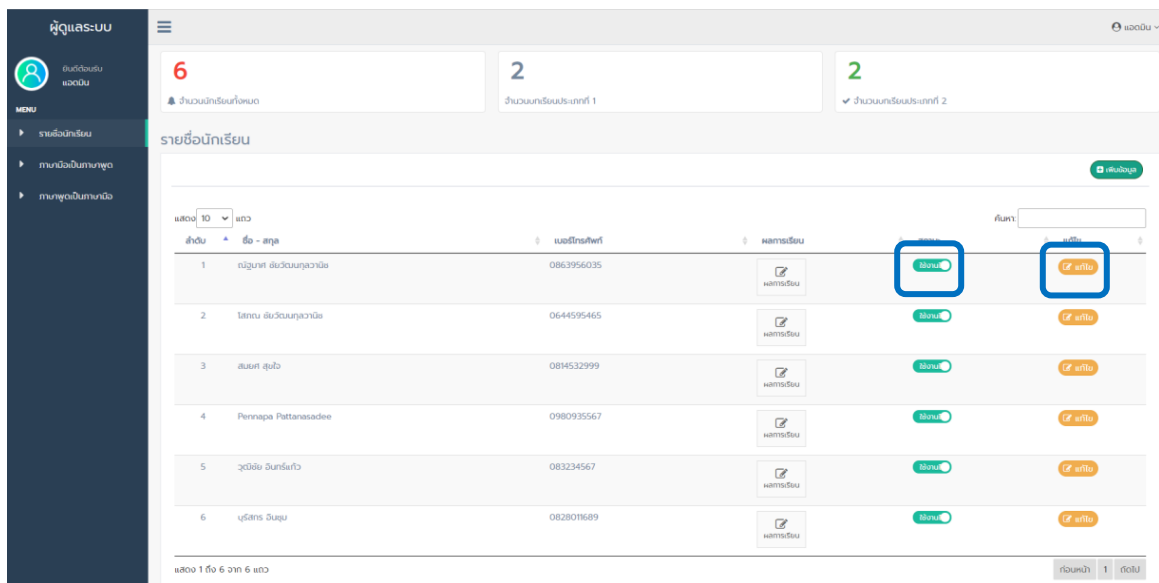 ผู้ดูแลระบบ
แอดมิน
ยินดีต้อนรับ
แอดมิน
MENU
รายชื่อนักเรียน
ภาษามือเป็นภาษาพูด
ภาษาพูดเป็นภาษามือ
6
จำนวนนักเรียนทั้งหมด
2
จำนวนบทเรียนประเภทที่ 1
2
จำนวนบทเรียนประเภทที่ 2
รายชื่อนักเรียน
เพิ่มข้อมูล
แสดง 10 แถว
ค้นหา:
ลำดับ ชื่อ - สกุล เบอร์โทรศัพท์ ผลการเรียน แก้ไข
1 ณัฐมาศ ชัยวัฒนกุลวานิช 0863956035 ผลการเรียน ใช้งาน แก้ไข
2 โสภณ ชัยวัฒนกุลวานิช 0644595465 ผลการเรียน ใช้งาน แก้ไข
3 สมยศ สุขใจ 0814532999 ผลการเรียน ใช้งาน แก้ไข
4 Pennapa Pattanasadee 0980935567 ผลการเรียน ใช้งาน แก้ไข
5 วุฒิชัย อินทร์แก้ว 083234567 ผลการเรียน ใช้งาน แก้ไข
6 บุริสกร อินชุม 0828011689 ผลการเรียน ใช้งาน แก้ไข
แสดง 1 ถึง 6 จาก 6 แถว
ก่อนหน้า 1 ถัดไป